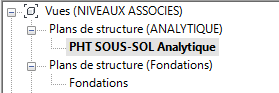 Vues (NIVEAUX ASSOCIES)
Plans de structure (ANALYTIQUE)
PHT SOUS-SOL Analytique
Plans de structure (Fondations)
Fondations